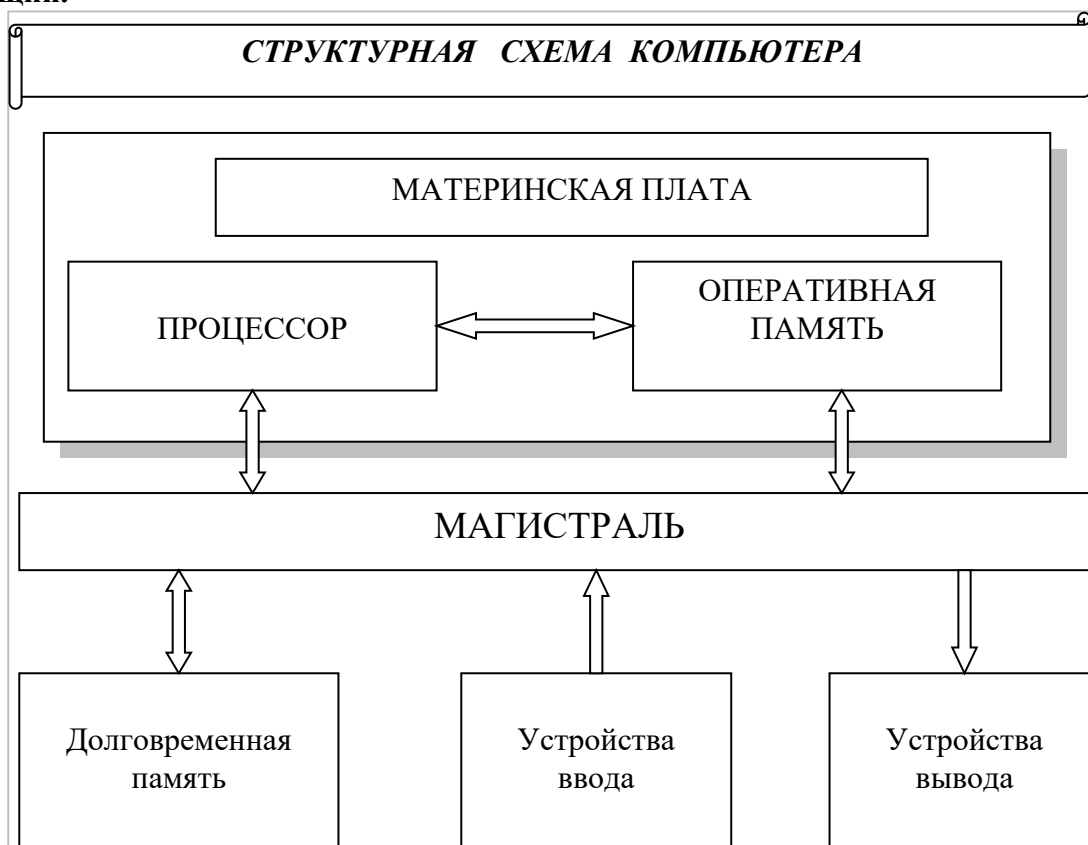 СТРУКТУРНАЯ СХЕМА КОМПЬЮТЕРА
МАТЕРИНСКАЯ ПЛАТА
ПРОЦЕССОР
ОПЕРАТИВНАЯ
ПАМЯТЬ
МАГИСТРАЛЬ
Долговременная
память
Устройства
ввода
Устройства
вывода